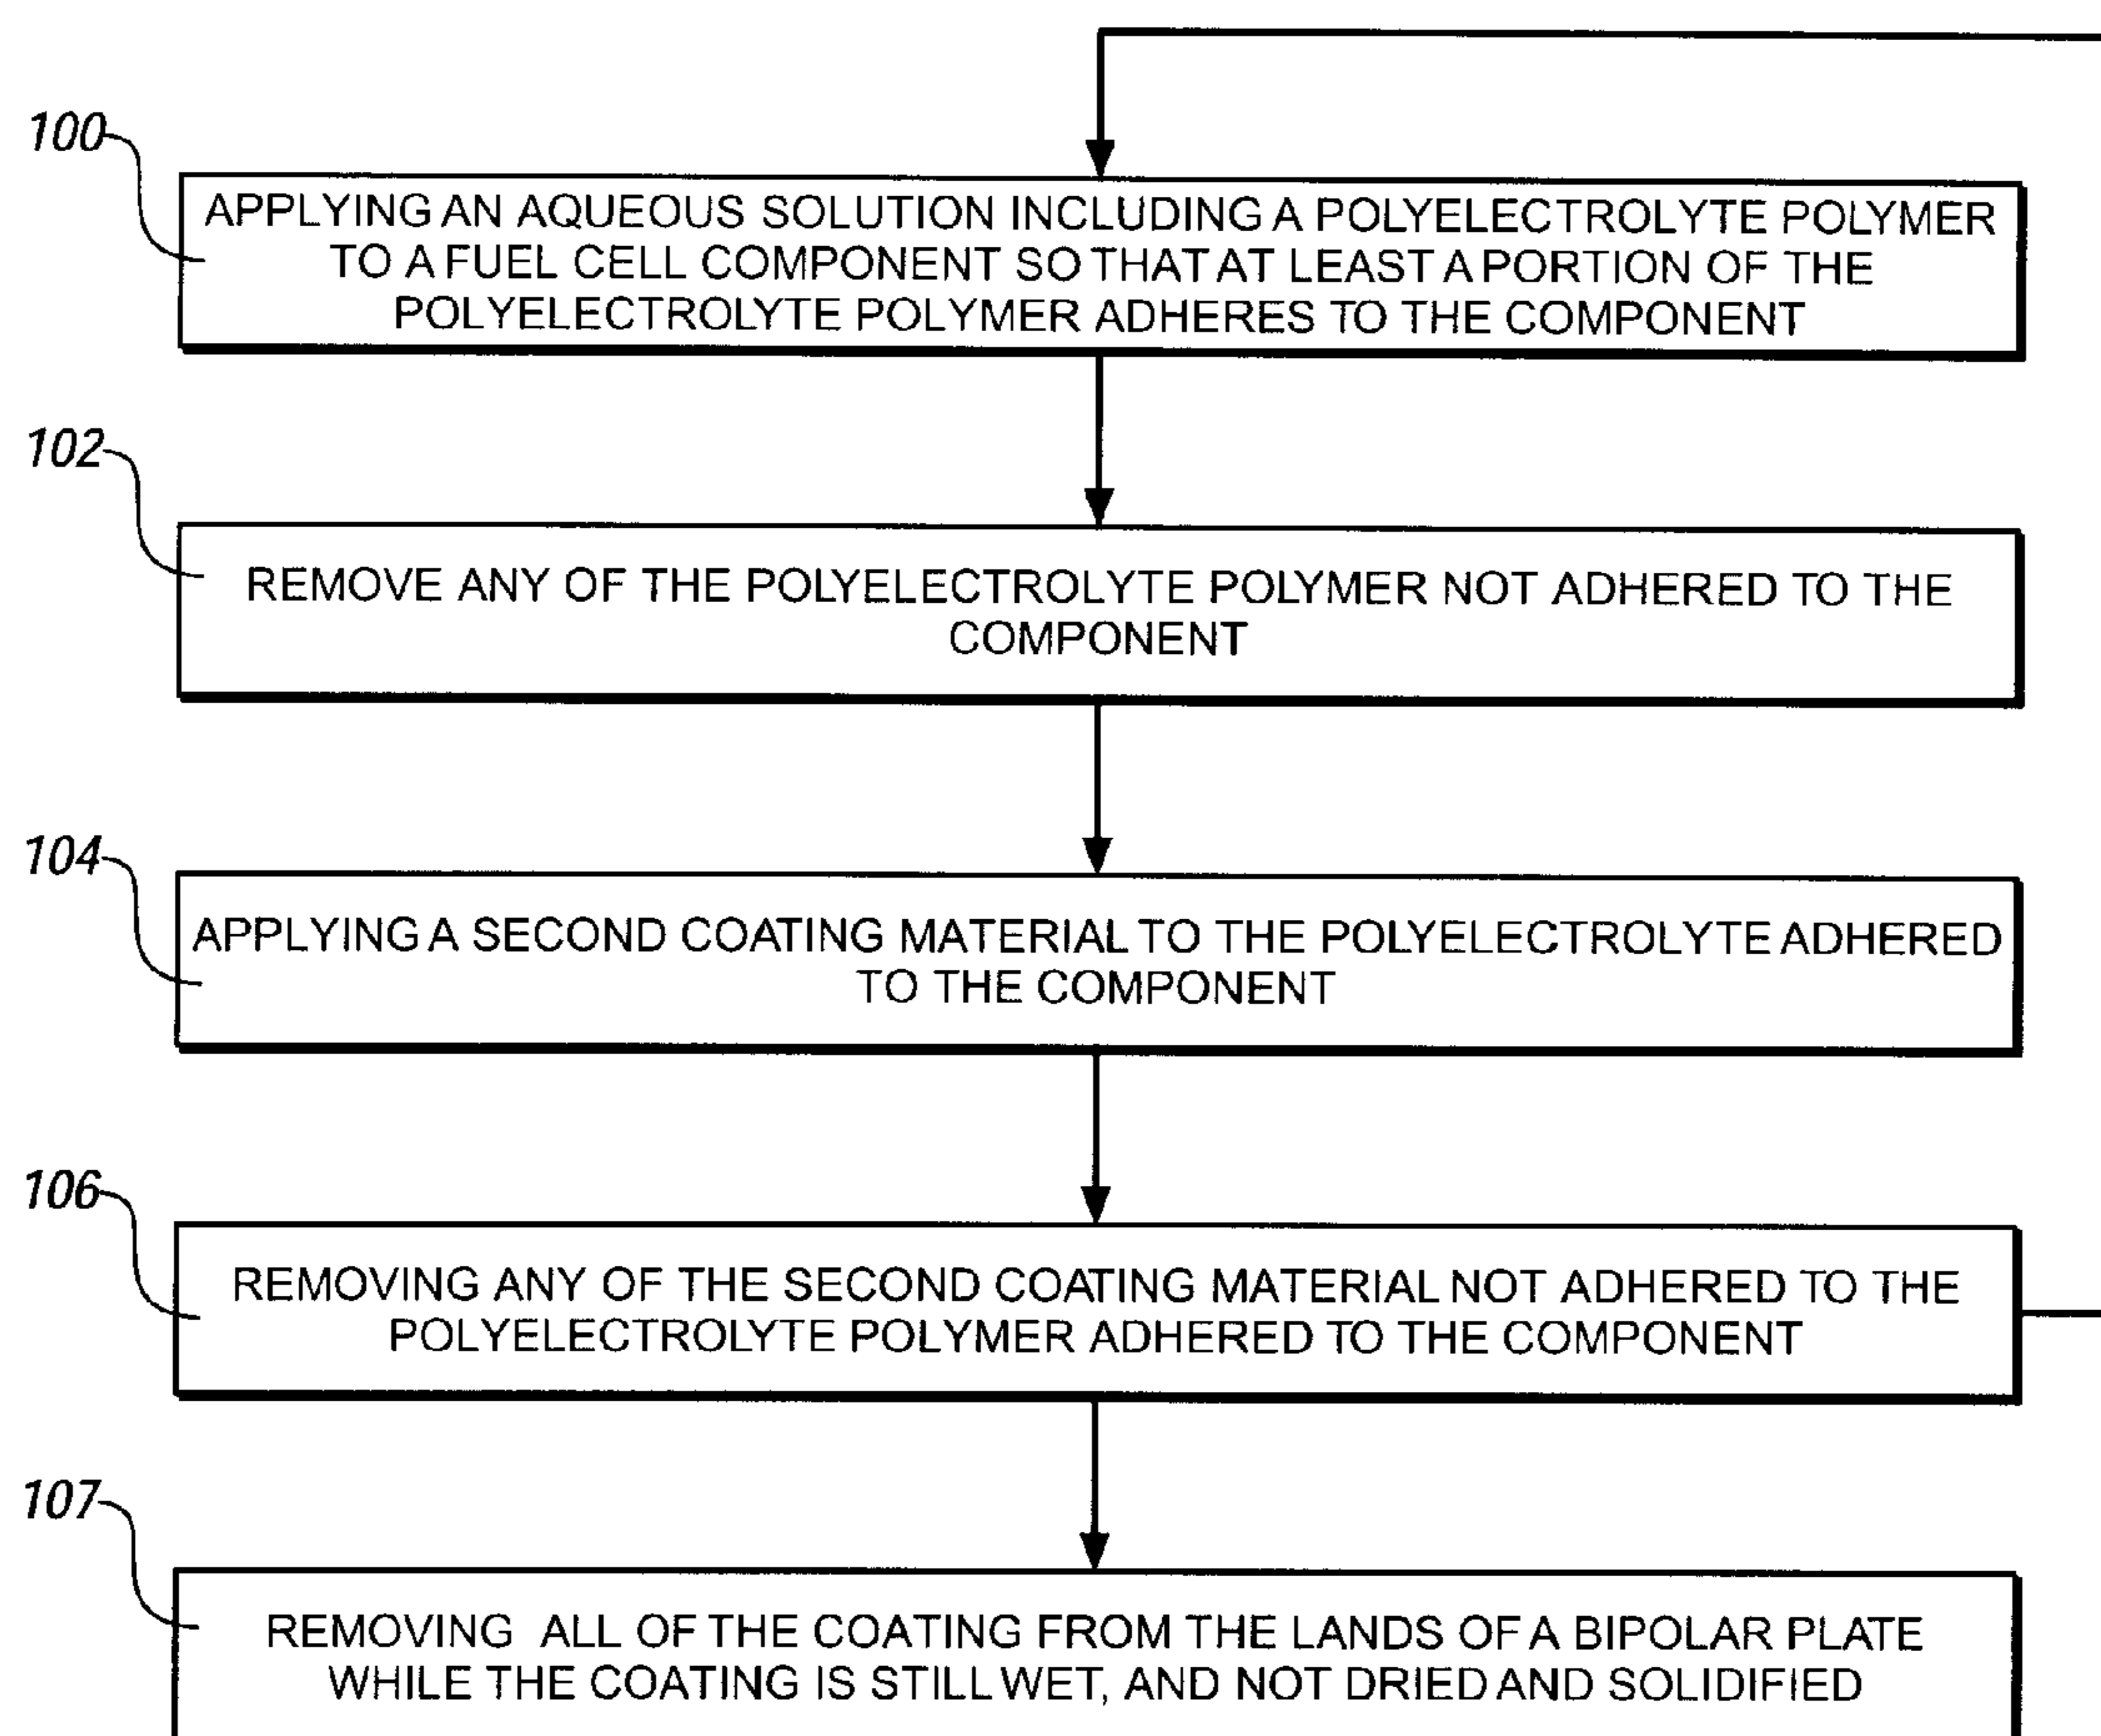 100
APPLYING AN AQUEOUS SOLUTION INCLUDING A POLYELECTROLYTE POLYMER
TO A FUEL CELL COMPONENT SO THAT AT LEAST A PORTION OF THE
POLYELECTROLYTE POLYMER ADHERES TO THE COMPONENT
102
REMOVE ANY OF THE POLYELECTROLYTE POLYMER NOT ADHERED TO THE
COMPONENT
104
APPLYING A SECOND COATING MATERIAL TO THE POLYELECTROLYTE ADHERED
TO THE COMPONENT
106
REMOVING ANY OF THE SECOND COATING MATERIAL NOT ADHERED TO THE
POLYELECTROLYTE POLYMER ADHERED TO THE COMPONENT
107
REMOVING ALL OF THE COATING FROM THE LANDS OF A BIPOLAR PLATE
WHILE THE COATING IS STILL WET, AND NOT DRIED AND SOLIDIFIED